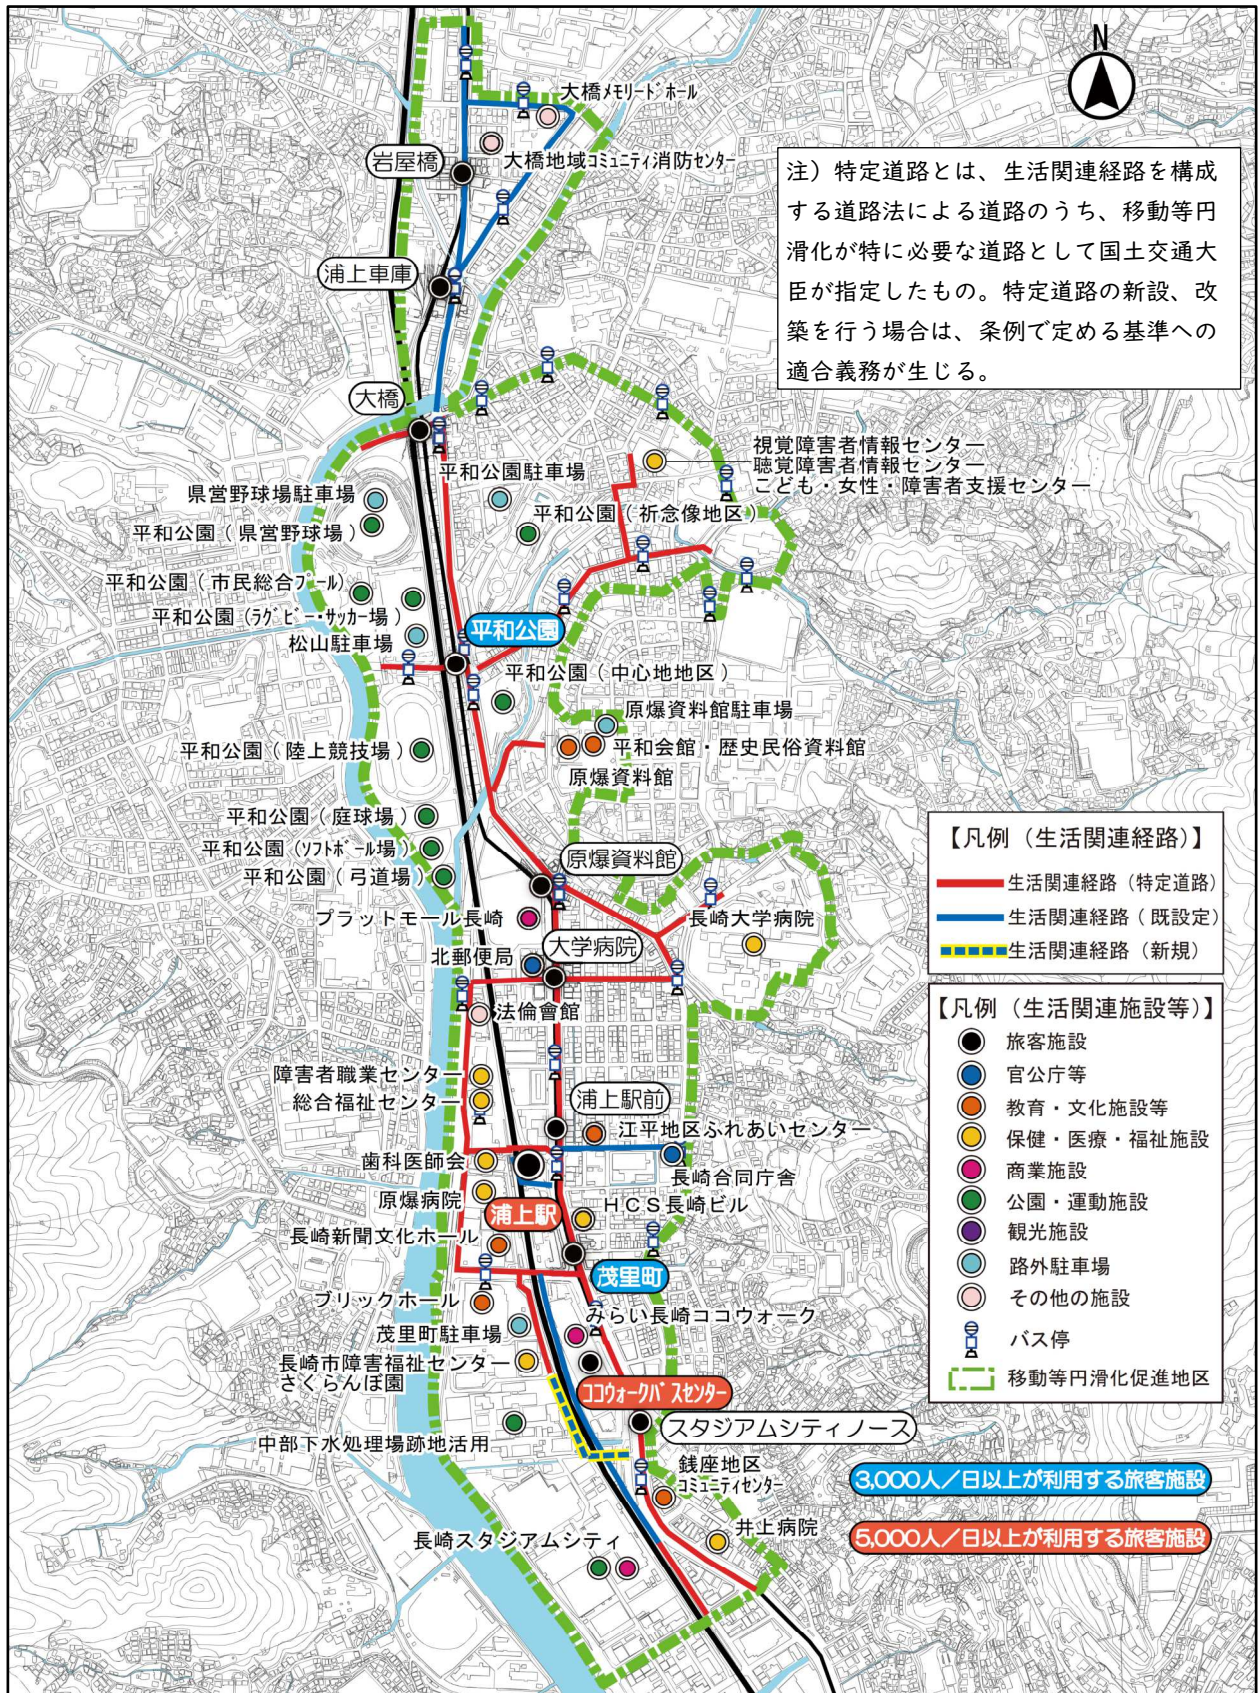 N
大橋メモリードホール
大橋地域コミュニティ消防センター
岩屋橋
注）特定道路とは、生活関連経路を構成
する道路法による道路のうち、移動等円
滑化が特に必要な道路として国土交通大
臣が指定したもの。特定道路の新設、改
築を行う場合は、条例で定める基準への
適合義務が生じる。
浦上車庫
大橋
視覚障害者情報センター
聴覚障害者情報センター
こども・女性・障害者支援センター
平和公園駐車場
県営野球場駐車場
平和公園（祈念像地区）
平和公園（県営野球場）
平和公園（市民総合プール）
平和公園（ラグビー・サッカー場）
平和公園
松山駐車場
平和公園（中心地地区）
原爆資料館駐車場
平和公園（陸上競技場）
平和会館・歴史民俗資料館
原爆資料館
平和公園（庭球場）
平和公園（ソフトボール場）
原爆資料館
平和公園（弓道場）
プラットモール長崎
長崎大学病院
大学病院
北郵便局
法倫會館
障害者職業センター
総合福祉センター
浦上駅前
江平地区ふれあいセンター
歯科医師会
長崎合同庁舎
原爆病院
浦上駅
HCS長崎ビル
長崎新聞文化ホール
茂里町
ブリックホール
みらい長崎ココウォーク
茂里町駐車場
長崎市障害福祉センター
さくらんぼ園
ココウォークバスセンター
スタジアムシティノース
中部下水処理場跡地活用
銭座地区
コミュニティセンター
井上病院
長崎スタジアムシティ
【凡例（生活関連経路）】
生活関連経路（特定道路）
生活関連経路（既設定）
生活関連経路（新規）
【凡例（生活関連施設等）】
旅客施設
官公庁等
教育・文化施設等
保健・医療・福祉施設
商業施設
公園・運動施設
観光施設
路外駐車場
その他の施設
バス停
移動等円滑化促進地区
3,000人／日以上が利用する旅客施設
5,000人／日以上が利用する旅客施設